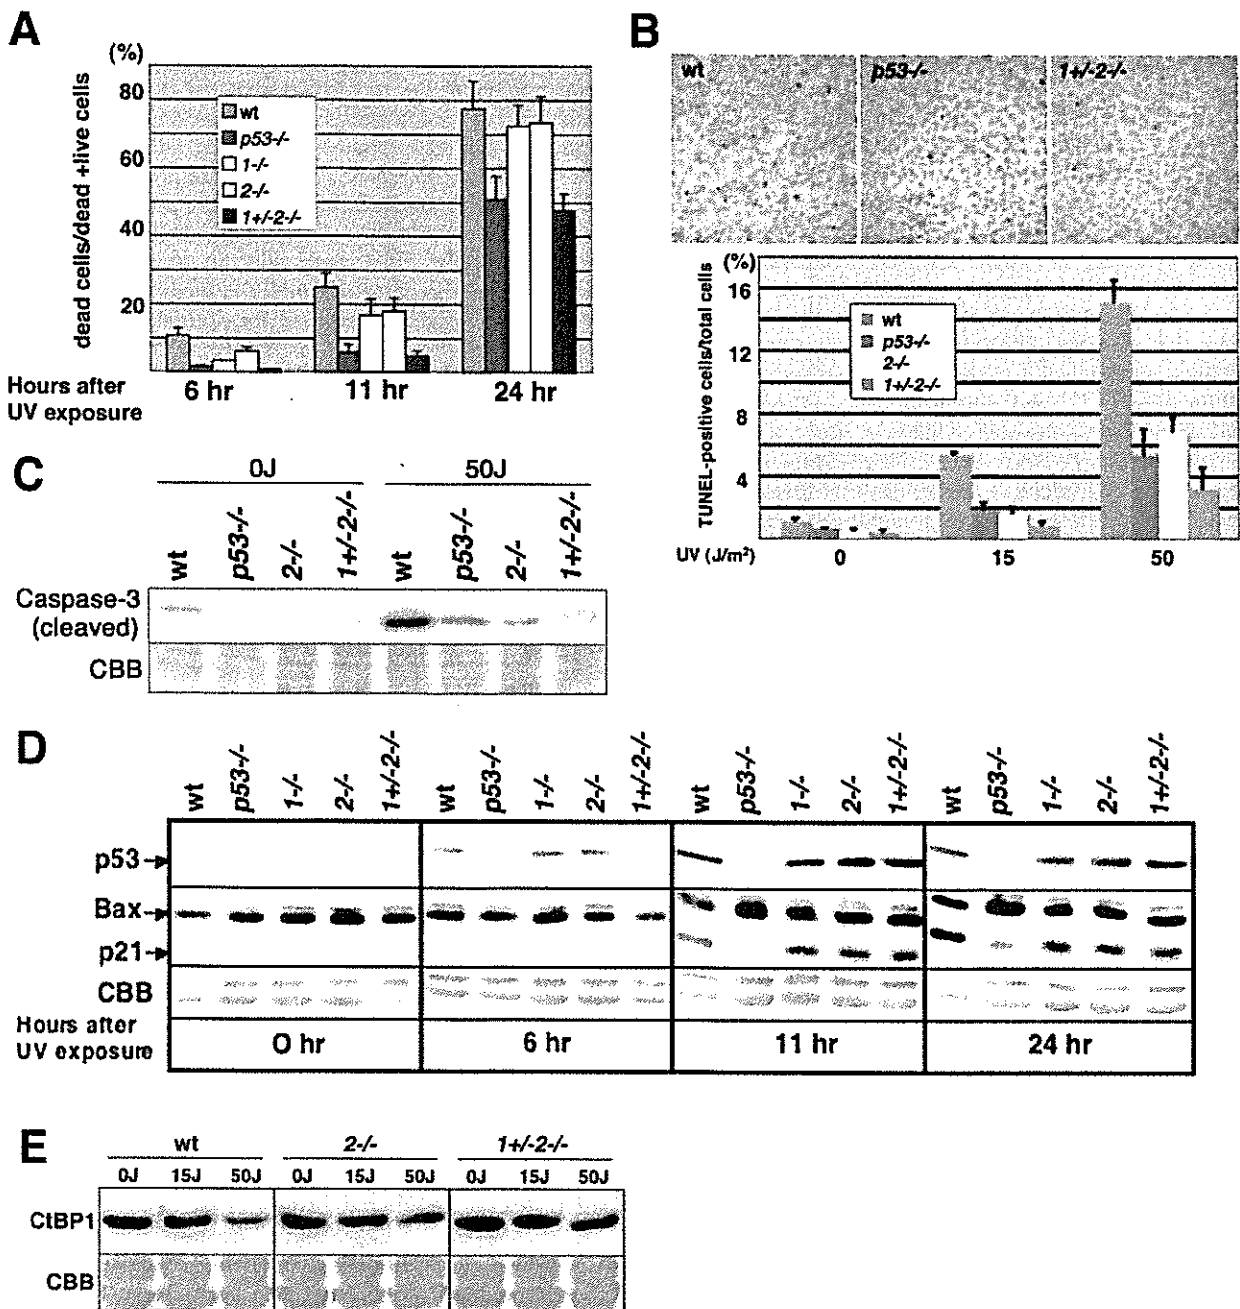 A
(%)
dead cells/dead +live cells
80
60
40
20
wt
p53-/-
1-/-
2-/-
1+/-2-/-
Hours after
UV exposure
6 hr
11 hr
24 hr
B
wt
p53-/-
1+/-2-/-
(%)
TUNEL-positive cells/total cells
16
12
8
4
wt
p53-/-
2-/-
1+/-2-/-
UV (J/m²)
0
15
50
C
0J
50J
wt
p53-/-
2-/-
1+/-2-/-
wt
p53-/-
2-/-
1+/-2-/-
Caspase-3
(cleaved)
CBB
D
wt
p53-/-
1-/-
2-/-
1+/-2-/-
wt
p53-/-
1-/-
2-/-
1+/-2-/-
wt
p53-/-
1-/-
2-/-
1+/-2-/-
wt
p53-/-
1-/-
2-/-
1+/-2-/-
p53
Bax
p21
CBB
Hours after
UV exposure
0 hr
6 hr
11 hr
24 hr
E
wt
2-/-
1+/-2-/-
0J 15J 50J
0J 15J 50J
0J 15J 50J
CtBP1
CBB